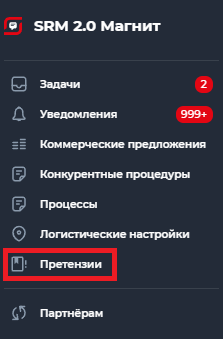 SRM 2.0 Магнит
Задачи 2
Уведомления 999+
Коммерческие предложения
Конкурентные процедуры
Процессы
Логистические настройки
Претензии
Партнёрам